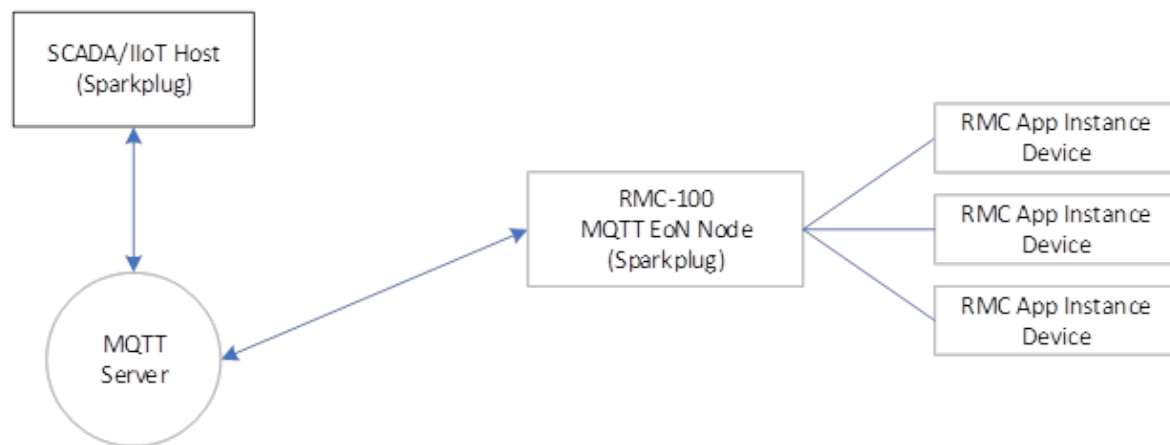 SCADA/IIoT Host
(Sparkplug)
MQTT
Server
RMC-100
MQTT EoN Node
(Sparkplug)
RMC App Instance
Device
RMC App Instance
Device
RMC App Instance
Device